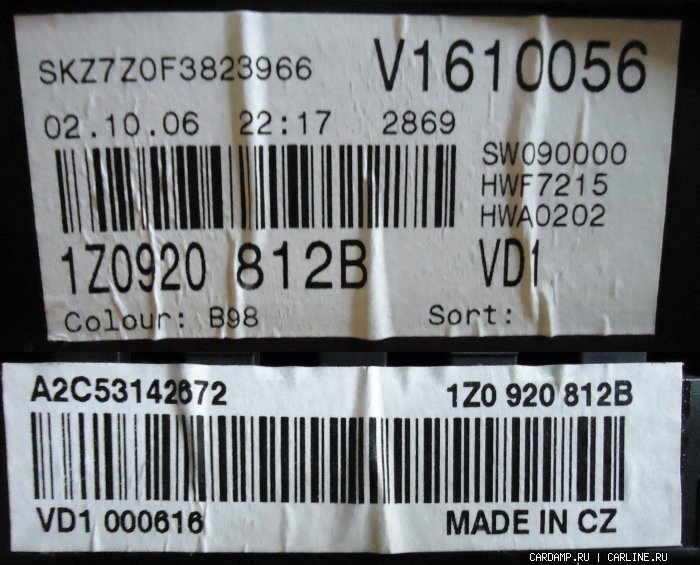 SKZ7Z0F3823966 V1610056
02.10.06 22:17 2869
SW090000
HWF7215
HWA0202
1Z0920 812B VD1
Colour: B98 Sort:
A2C53142672 1Z0 920 812B
VD1 000616 MADE IN CZ
CARDAMP.RU | CARLINE.RU